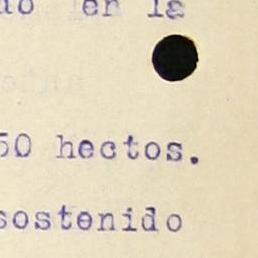 en la
50 hectos.
sostenido